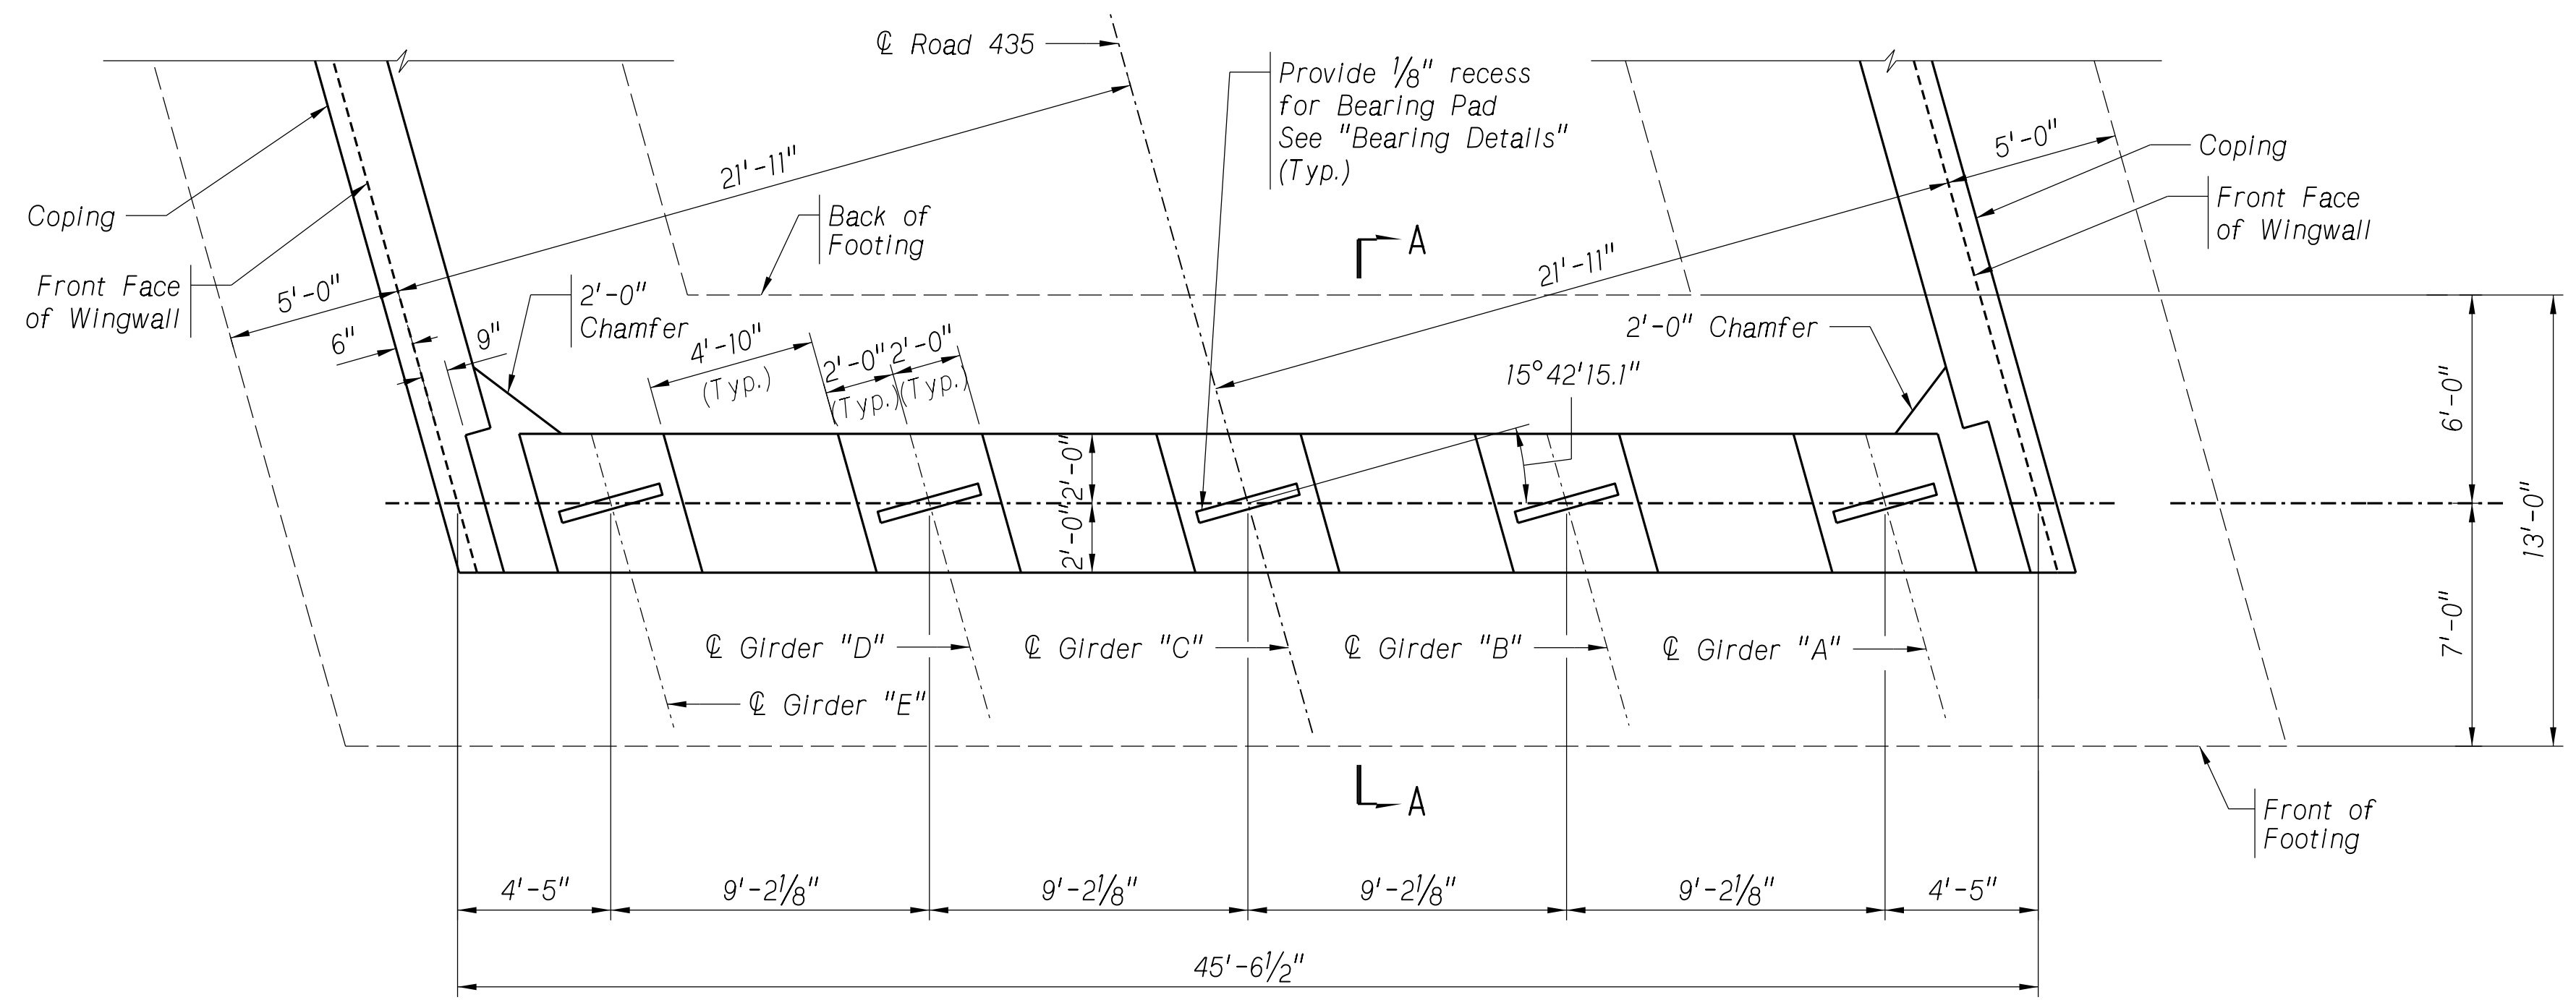 ℄ Road 435
Provide 1/8" recess
for Bearing Pad
See "Bearing Details"
(Typ.)
5'-0"
Coping
21'-11"
Front Face
of Wingwall
Coping
Back of
Footing
A
Front Face
of Wingwall
5'-0"
2'-0"
Chamfer
21'-11"
2'-0" Chamfer
6"
9"
4'-10"
(Typ.)
2'-0"
(Typ.)
2'-0"
(Typ.)
15°42'15.1"
6'-0"
2'-0"
2'-0"
13'-0"
7'-0"
℄ Girder "D"
℄ Girder "C"
℄ Girder "B"
℄ Girder "A"
℄ Girder "E"
A
Front of
Footing
4'-5"
9'-2 1/8"
9'-2 1/8"
9'-2 1/8"
9'-2 1/8"
4'-5"
45'-6 1/2"